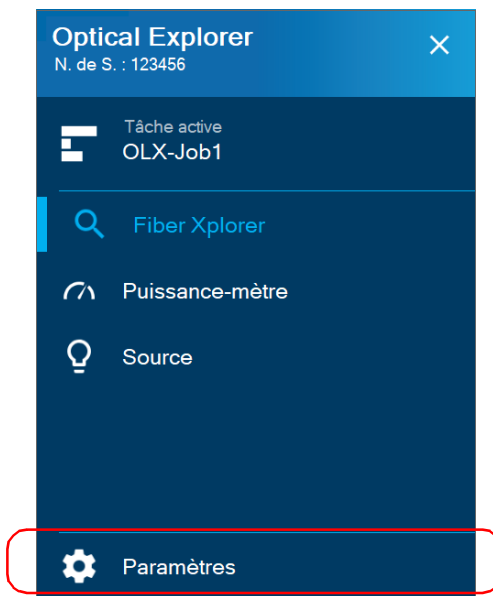 Optical Explorer
N. de S. : 123456
Tâche active
OLX-Job1
Fiber Xplorer
Puissance-mètre
Source
Paramètres